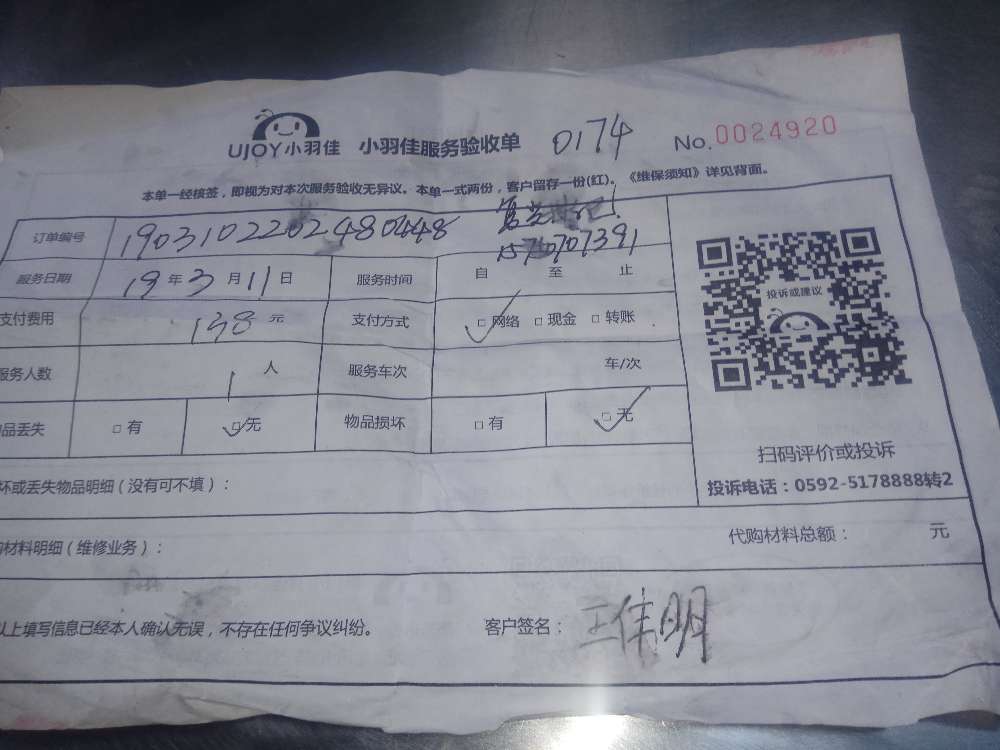 UJOY小羽佳 小羽佳服务验收单 0174 No. 0024920
本单一经核签，即视为对本次服务验收无异议。本单一式两份，客户留存一份(红)。《维保须知》详见背面。
订单编号 190310220248
服务日期 19 年 3 月 11 日 服务时间 自 至 止
支付费用 138 元 支付方式 □ 网络 □ 现金 □ 转账
服务人数 1 人 服务车次 车/次
品丢失 □ 有 □ 无 物品损坏 □ 有 □ 无
坏或丢失物品明细（没有可不填）：
材料明细（维修业务）： 代购材料总额： 元
以上填写信息已经本人确认无误，不存在任何争议纠纷。 客户签名： 王伟明
投诉或建议
扫码评价或投诉
投诉电话：0592-5178888转2